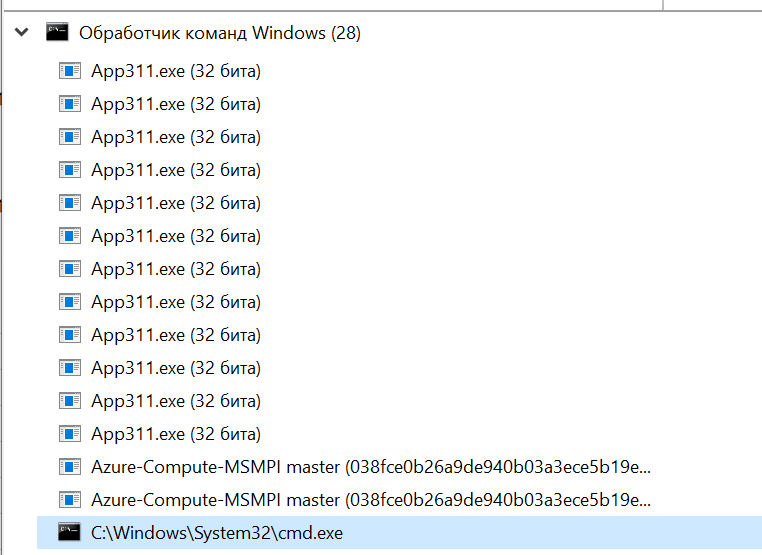 Обработчик команд Windows (28)
App311.exe (32 бита)
App311.exe (32 бита)
App311.exe (32 бита)
App311.exe (32 бита)
App311.exe (32 бита)
App311.exe (32 бита)
App311.exe (32 бита)
App311.exe (32 бита)
App311.exe (32 бита)
App311.exe (32 бита)
App311.exe (32 бита)
App311.exe (32 бита)
Azure-Compute-MSMPI master (038fce0b26a9de940b03a3ece5b19e...
Azure-Compute-MSMPI master (038fce0b26a9de940b03a3ece5b19e...
C:\Windows\System32\cmd.exe